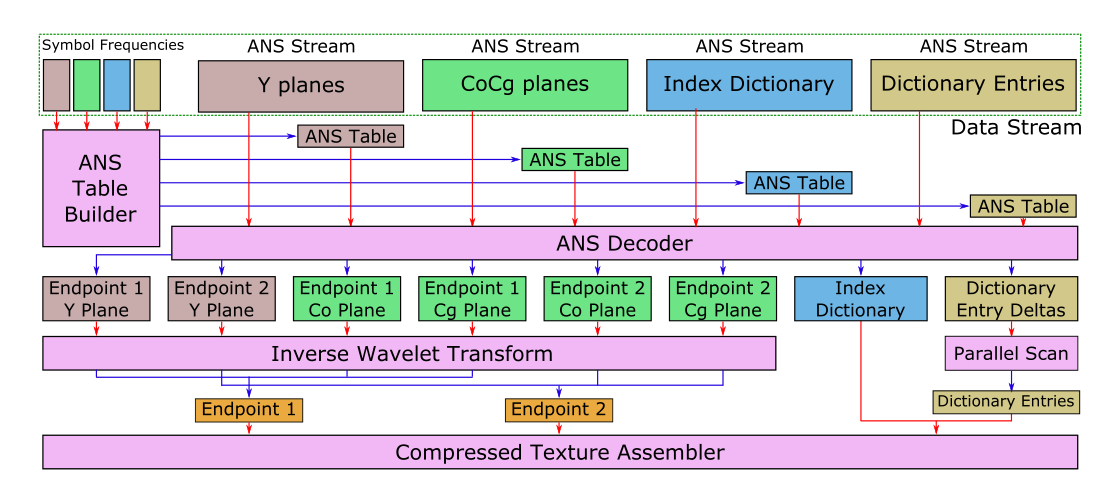 Symbol Frequencies
ANS Stream
ANS Stream
ANS Stream
ANS Stream
Y planes
CoCg planes
Index Dictionary
Dictionary Entries
Data Stream
ANS
Table
Builder
ANS Table
ANS Table
ANS Table
ANS Table
ANS Decoder
Endpoint 1
Y Plane
Endpoint 2
Y Plane
Endpoint 1
Co Plane
Endpoint 1
Cg Plane
Endpoint 2
Co Plane
Endpoint 2
Cg Plane
Index
Dictionary
Dictionary
Entry Deltas
Inverse Wavelet Transform
Parallel Scan
Dictionary Entries
Endpoint 1
Endpoint 2
Compressed Texture Assembler